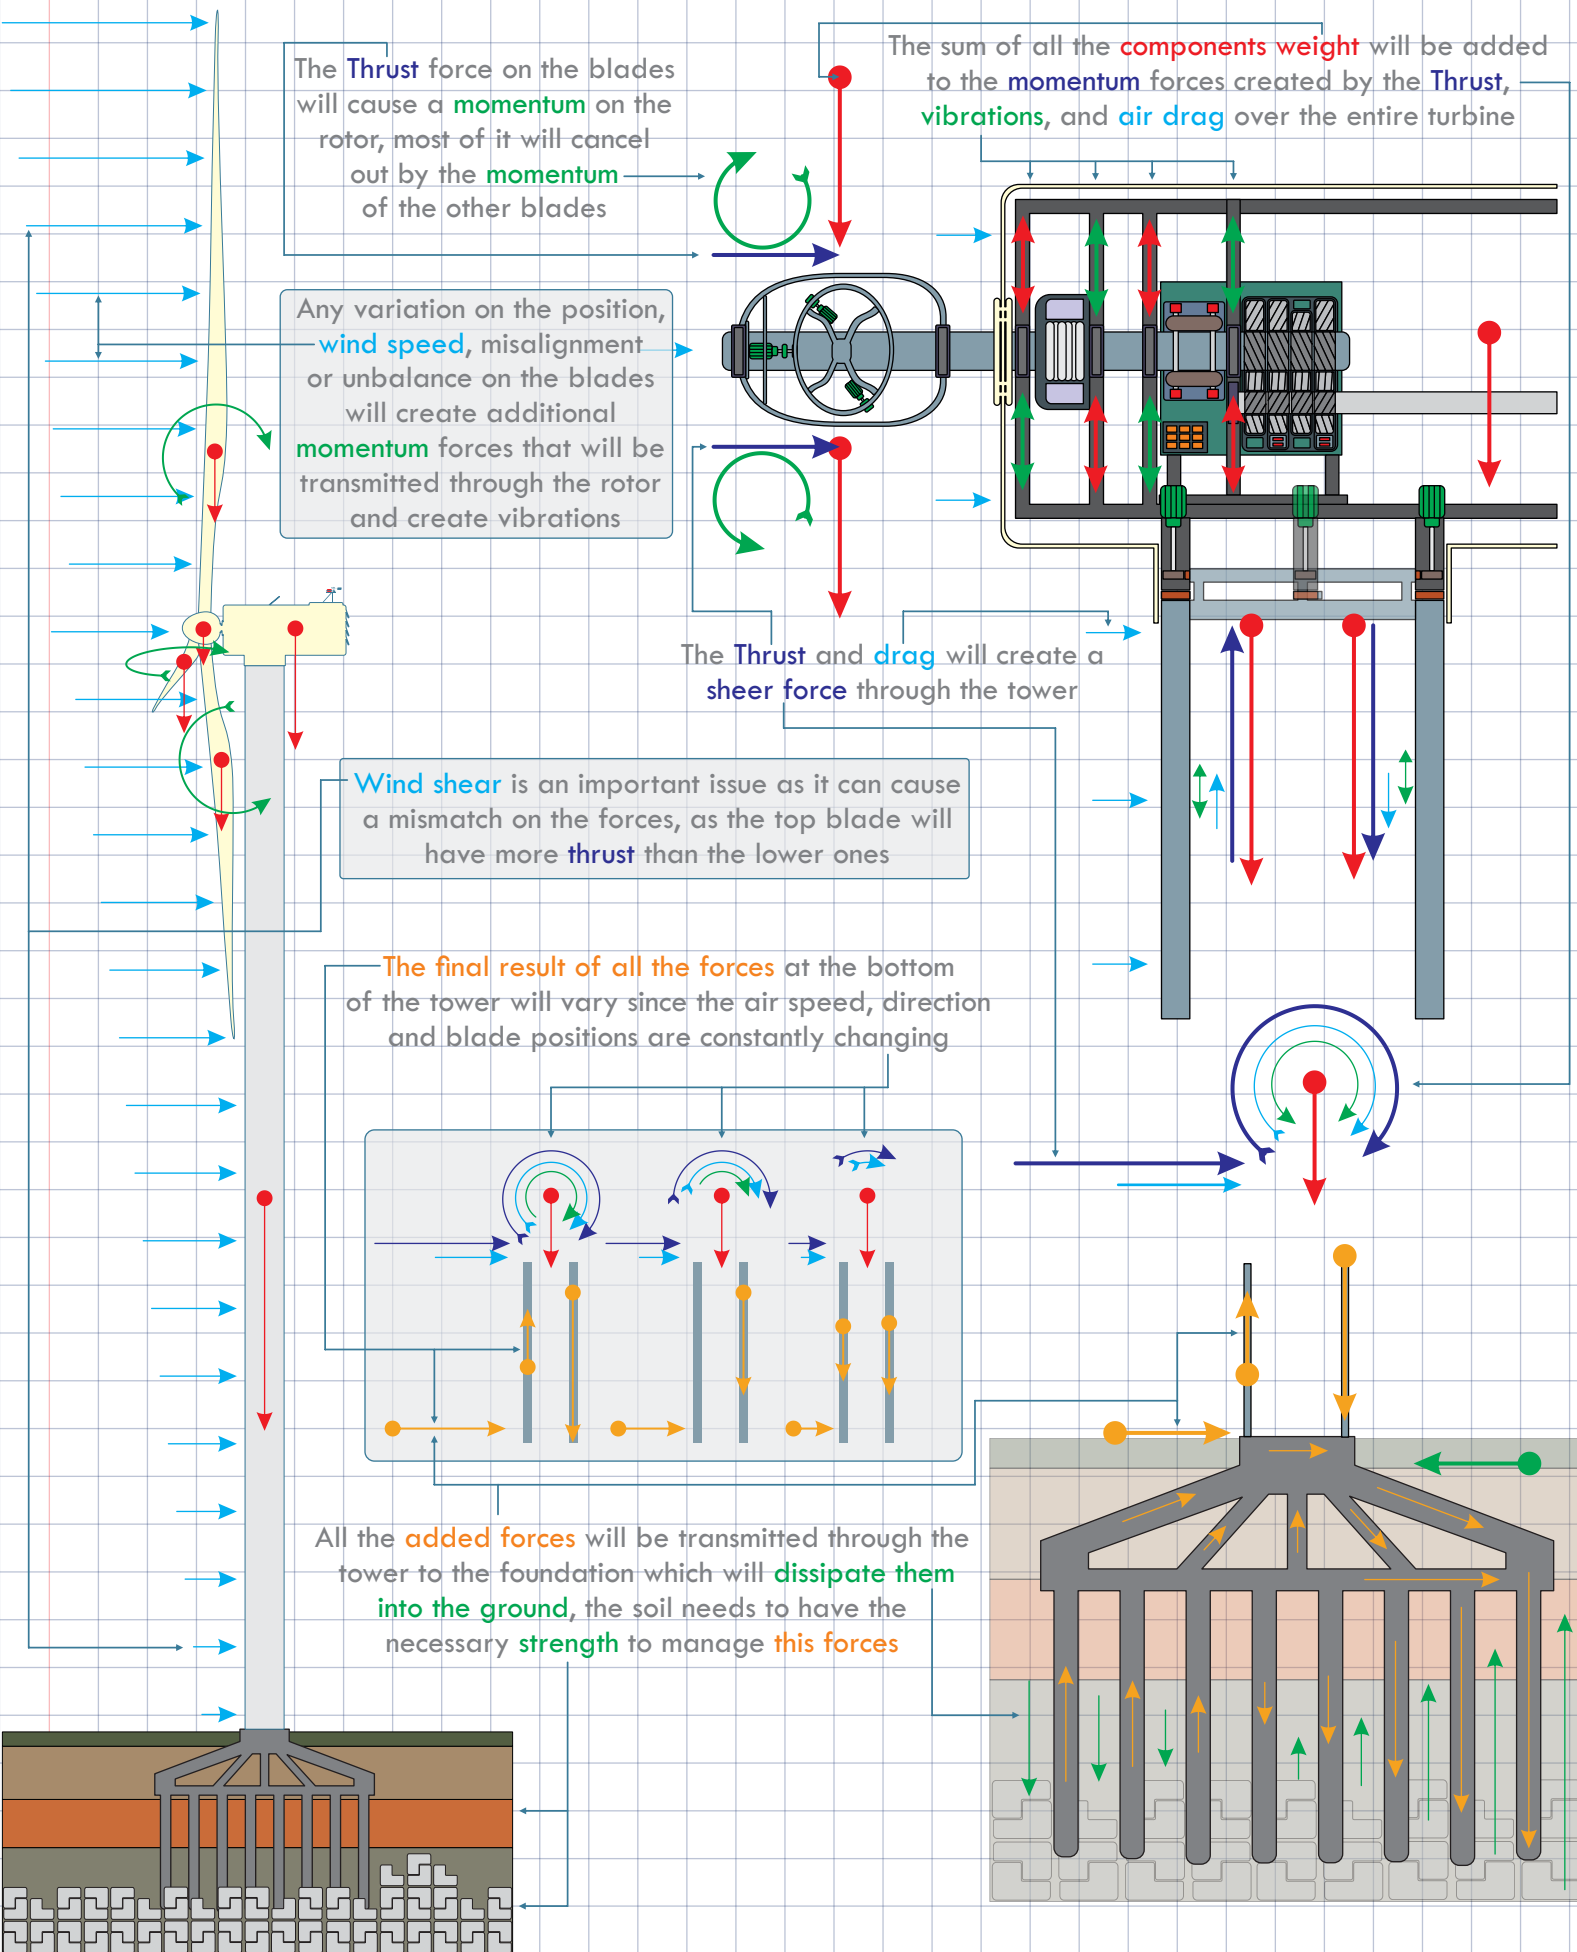 The Thrust force on the blades
will cause a momentum on the
rotor, most of it will cancel
out by the momentum
of the other blades
The sum of all the components weight will be added
to the momentum forces created by the Thrust,
vibrations, and air drag over the entire turbine
Any variation on the position,
wind speed, misalignment
or unbalance on the blades
will create additional
momentum forces that will be
transmitted through the rotor
and create vibrations
The Thrust and drag will create a
sheer force through the tower
Wind shear is an important issue as it can cause
a mismatch on the forces, as the top blade will
have more thrust than the lower ones
The final result of all the forces at the bottom
of the tower will vary since the air speed, direction
and blade positions are constantly changing
All the added forces will be transmitted through the
tower to the foundation which will dissipate them
into the ground, the soil needs to have the
necessary strength to manage this forces